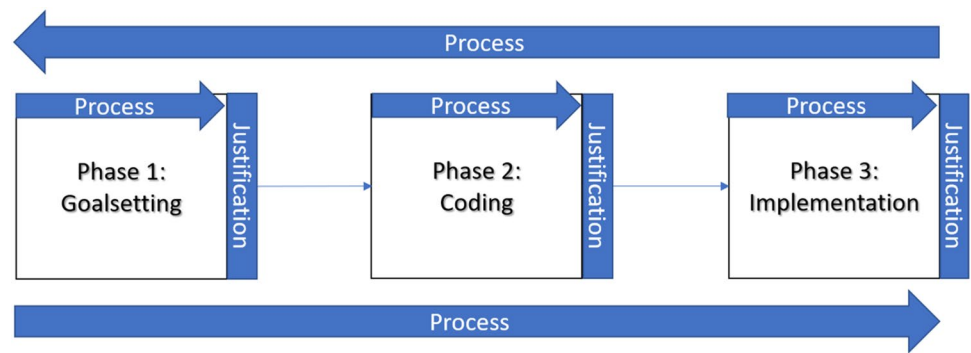 Process
Process
Justification
Phase 1:
Goalsetting
Process
Justification
Phase 2:
Coding
Process
Justification
Phase 3:
Implementation
Process